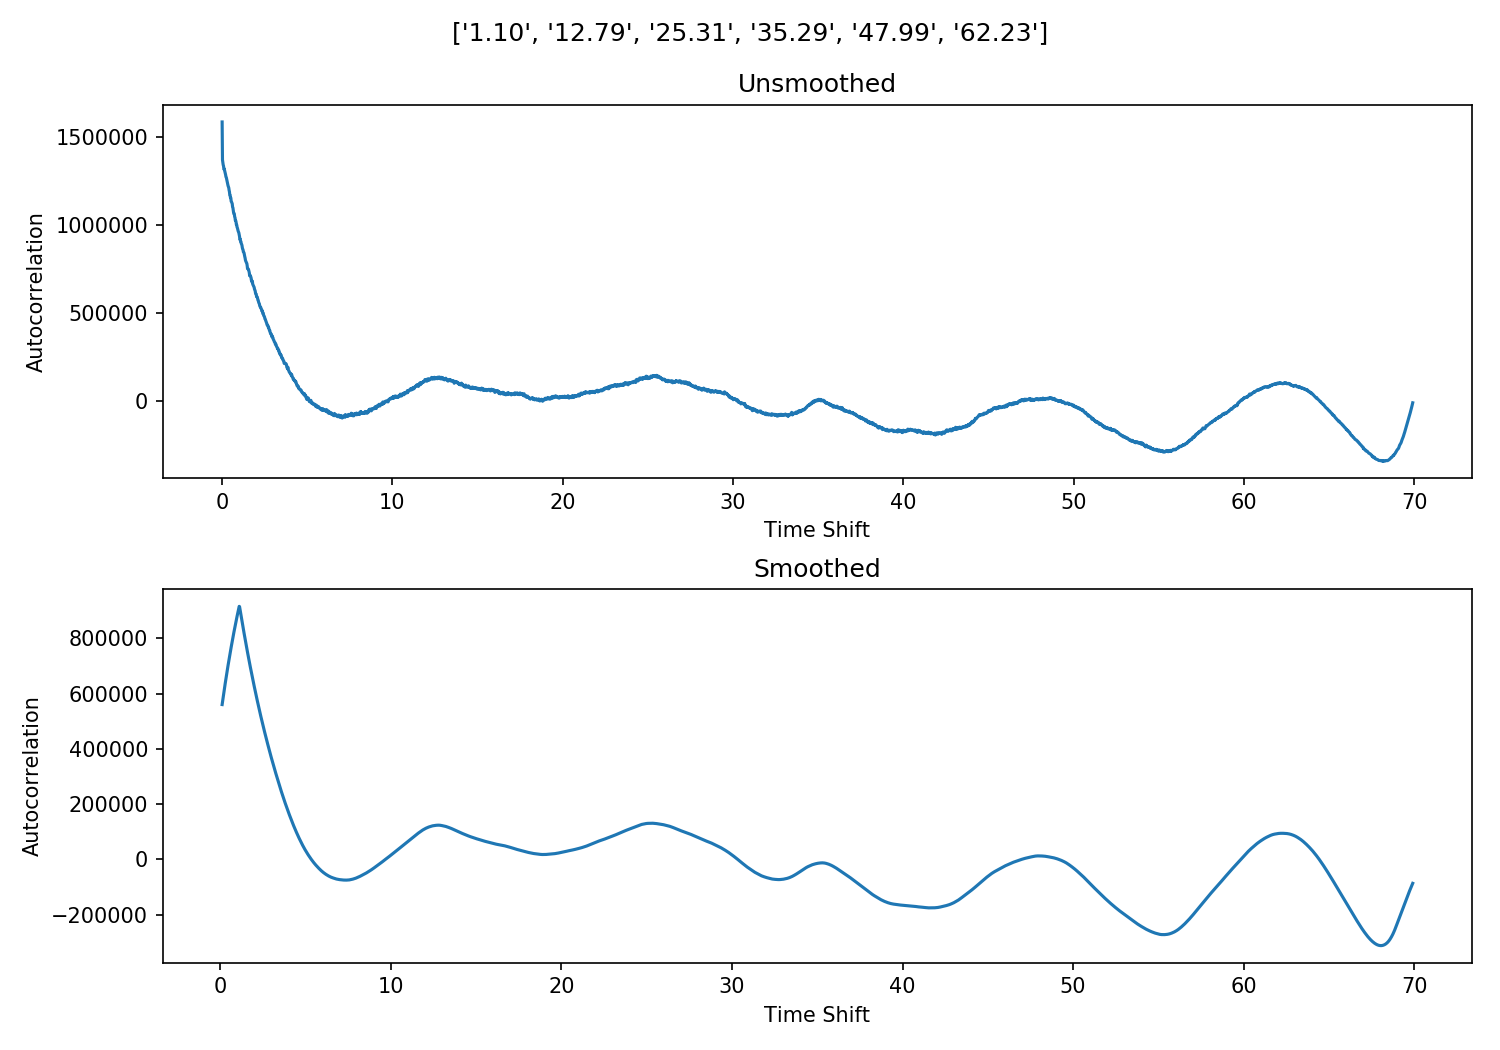 ['1.10', '12.79', '25.31', '35.29', '47.99', '62.23']
Unsmoothed
Autocorrelation
1500000
1000000
500000
0
0 10 20 30 40 50 60 70
Time Shift
Smoothed
Autocorrelation
800000
600000
400000
200000
0
−200000
0 10 20 30 40 50 60 70
Time Shift